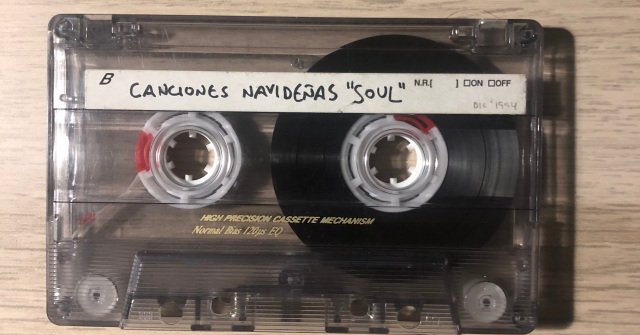 B CANCIONES NAVIDEÑAS "SOUL" N.R.[ ] ☐ON ☐OFF
DIC '1994
HIGH PRECISION CASSETTE MECHANISM
Normal Bias 120µs EQ